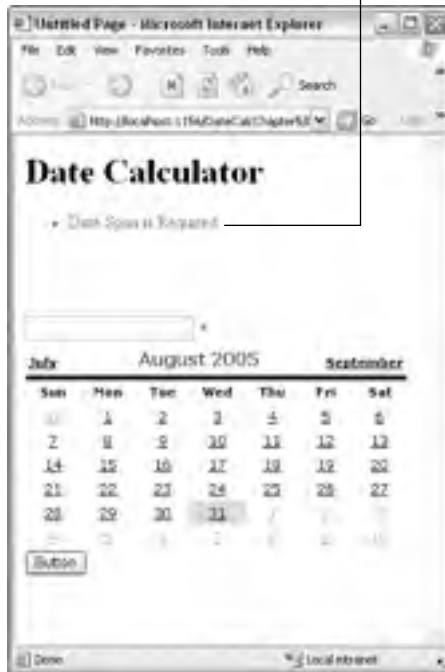 Untitled Page - Microsoft Internet Explorer
File Edit View Favorites Tools Help
Search
Address Go
Date Calculator
• Date Span is Required
*
July August 2005 September
Sun Mon Tue Wed Thu Fri Sat
1 2 3 4 5 6
7 8 9 10 11 12 13
14 15 16 17 18 19 20
21 22 23 24 25 26 27
28 29 30 31
Button
Done Local intranet